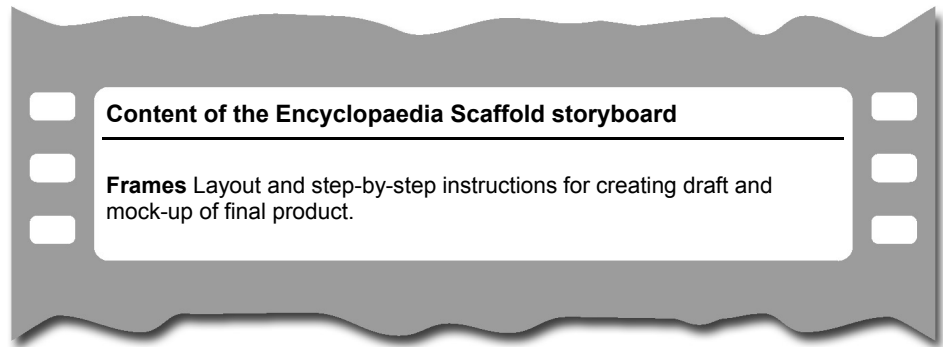 Content of the Encyclopaedia Scaffold storyboard
Frames Layout and step-by-step instructions for creating draft and
mock-up of final product.